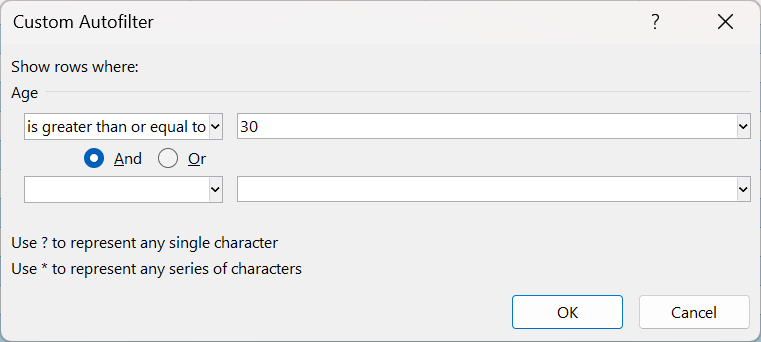 Custom Autofilter ?
Show rows where:
Age
is greater than or equal to 30
And Or
Use ? to represent any single character
Use * to represent any series of characters
OK Cancel